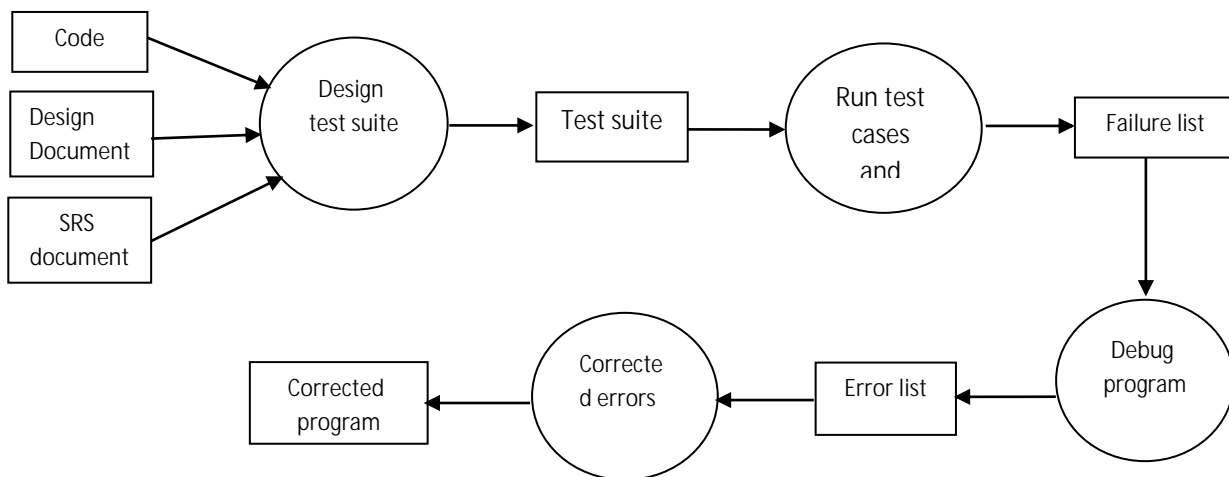 Code
Design
Document
SRS
document
Design
test suite
Test suite
Run test
cases
and
Failure list
Debug
program
Error list
Correcte
d errors
Corrected
program